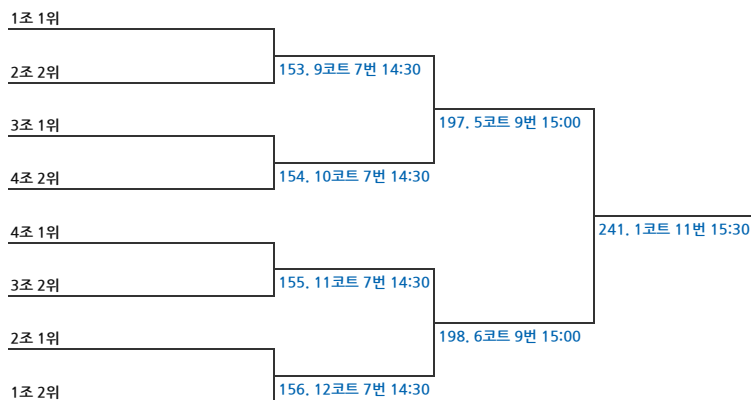 1조 1위
153. 9코트 7번 14:30
2조 2위
197. 5코트 9번 15:00
3조 1위
154. 10코트 7번 14:30
4조 2위
241. 1코트 11번 15:30
4조 1위
155. 11코트 7번 14:30
3조 2위
198. 6코트 9번 15:00
2조 1위
156. 12코트 7번 14:30
1조 2위